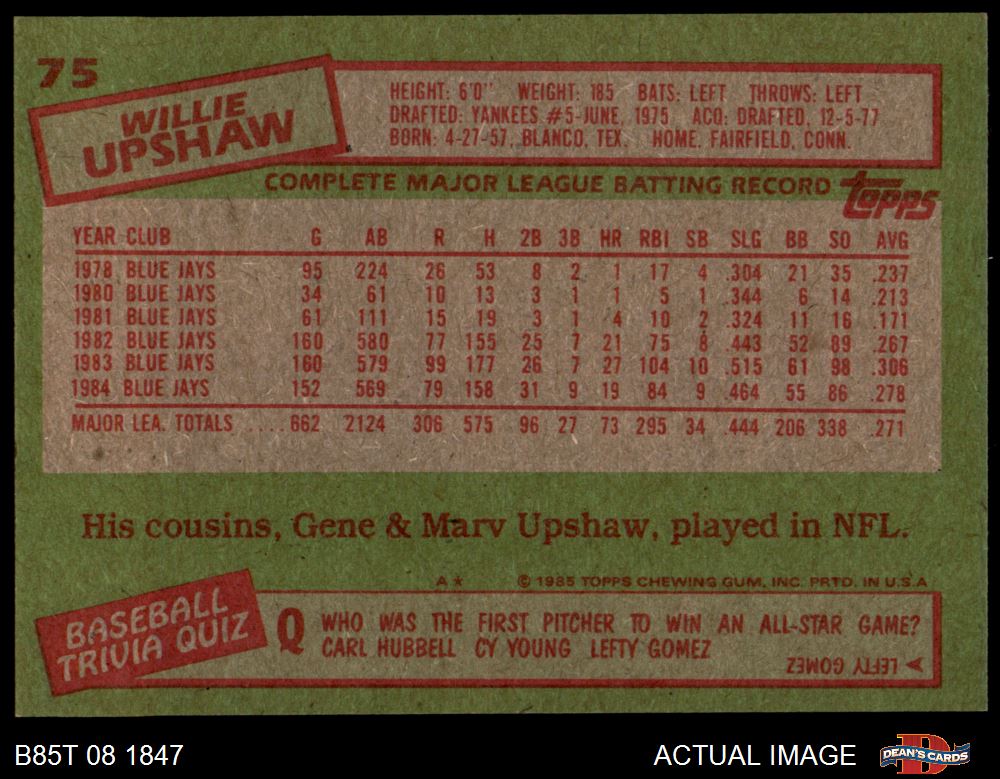 75
WILLIE
UPSHAW
HEIGHT: 6'0" WEIGHT: 185 BATS: LEFT THROWS: LEFT
DRAFTED: YANKEES #5-JUNE, 1975 ACQ: DRAFTED, 12-5-77
BORN: 4-27-57, BLANCO, TEX. HOME: FAIRFIELD, CONN.
COMPLETE MAJOR LEAGUE BATTING RECORD topps
YEAR CLUB G AB R H 2B 3B HR RBI SB SLG BB SO AVG
1978 BLUE JAYS 95 224 26 53 8 2 1 17 4 .304 21 35 .237
1980 BLUE JAYS 34 61 10 13 3 1 1 5 1 .344 6 14 .213
1981 BLUE JAYS 61 111 15 19 3 1 4 10 2 .324 11 16 .171
1982 BLUE JAYS 160 580 77 155 25 7 21 75 8 .443 52 89 .267
1983 BLUE JAYS 160 579 99 177 26 7 27 104 10 .515 61 98 .306
1984 BLUE JAYS 152 569 79 158 31 9 19 84 9 .464 55 86 .278
MAJOR LEA. TOTALS ....662 2124 306 575 96 27 73 295 34 .444 206 338 .271
His cousins, Gene & Marv Upshaw, played in NFL.
A* © 1985 TOPPS CHEWING GUM, INC. PRTD. IN U.S.A
BASEBALL
TRIVIA QUIZ
Q WHO WAS THE FIRST PITCHER TO WIN AN ALL-STAR GAME?
CARL HUBBELL CY YOUNG LEFTY GOMEZ
LEFTY GOMEZ
B85T 08 1847 ACTUAL IMAGE D DEAN'S CARDS